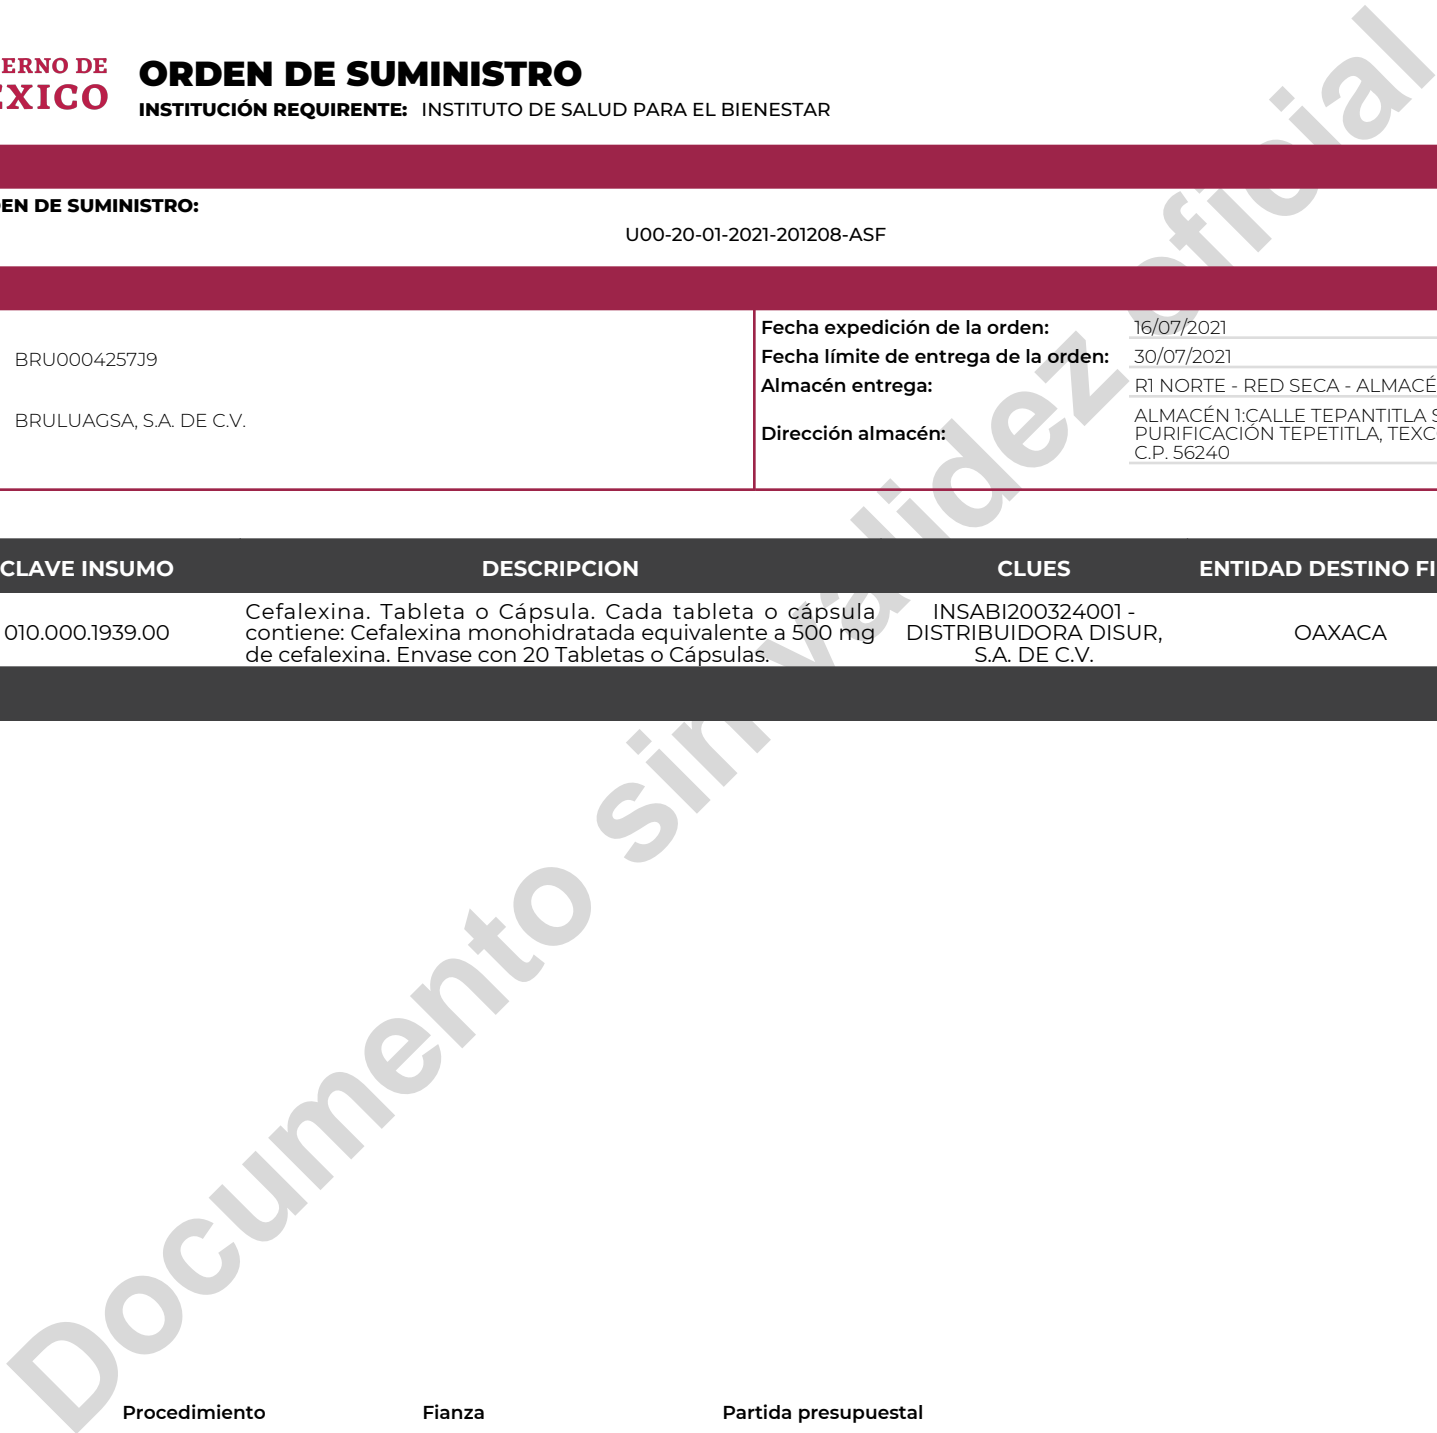 ERNO DE
EXICO
ORDEN DE SUMINISTRO
INSTITUCIÓN REQUIRENTE: INSTITUTO DE SALUD PARA EL BIENESTAR
EN DE SUMINISTRO:
U00-20-01-2021-201208-ASF
BRU0004257J9
BRULUAGSA, S.A. DE C.V.
Fecha expedición de la orden: 16/07/2021
Fecha límite de entrega de la orden: 30/07/2021
Almacén entrega: R1 NORTE - RED SECA - ALMACÉ
Dirección almacén: ALMACÉN 1:CALLE TEPANTITLA S
PURIFICACIÓN TEPETITLA, TEXC
C.P. 56240
CLAVE INSUMO DESCRIPCION CLUES ENTIDAD DESTINO FI
010.000.1939.00
Cefalexina. Tableta o Cápsula. Cada tableta o cápsula
contiene: Cefalexina monohidratada equivalente a 500 mg
de cefalexina. Envase con 20 Tabletas o Cápsulas.
INSABI200324001 -
DISTRIBUIDORA DISUR,
S.A. DE C.V.
OAXACA
Documento sin validez oficial
Procedimiento Fianza Partida presupuestal